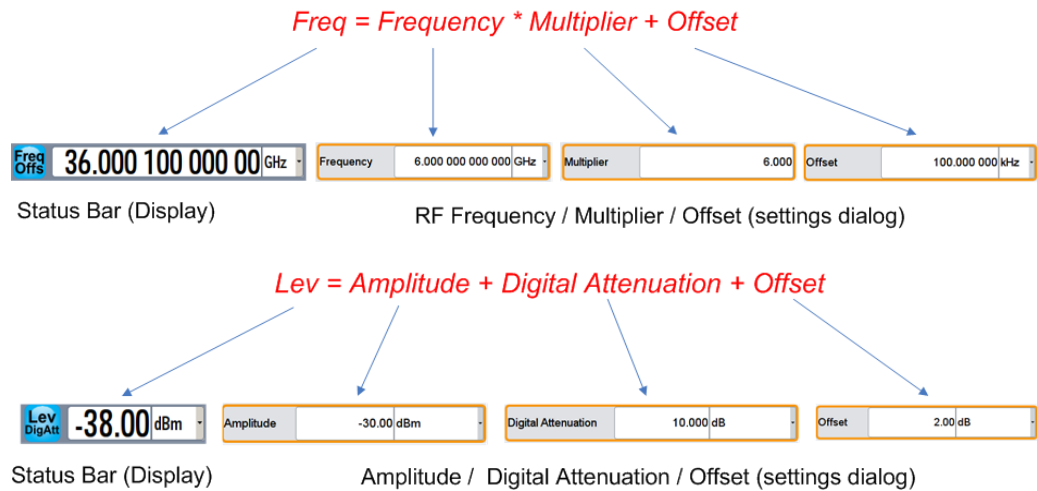 Freq = Frequency * Multiplier + Offset
Freq Offs 36.000 100 000 00 GHz Frequency 6.000 000 000 000 GHz Multiplier 6.000 Offset 100.000 000 kHz
Status Bar (Display) RF Frequency / Multiplier / Offset (settings dialog)
Lev = Amplitude + Digital Attenuation + Offset
Lev DigAtt -38.00 dBm Amplitude -30.00 dBm Digital Attenuation 10.000 dB Offset 2.00 dB
Status Bar (Display) Amplitude / Digital Attenuation / Offset (settings dialog)